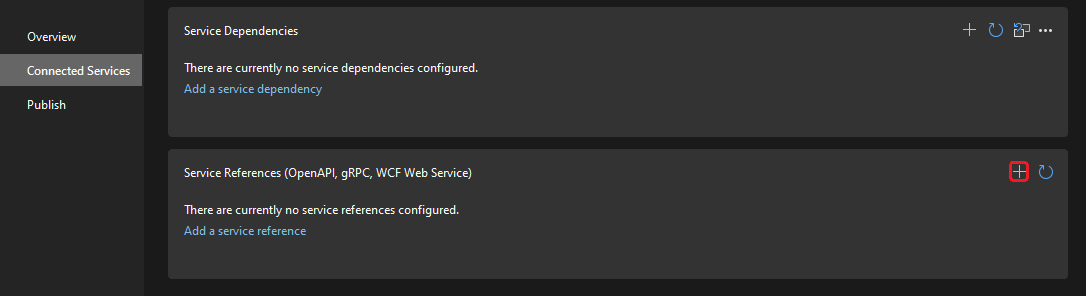 Overview
Connected Services
Publish
Service Dependencies
There are currently no service dependencies configured.
Add a service dependency
Service References (OpenAPI, gRPC, WCF Web Service)
There are currently no service references configured.
Add a service reference